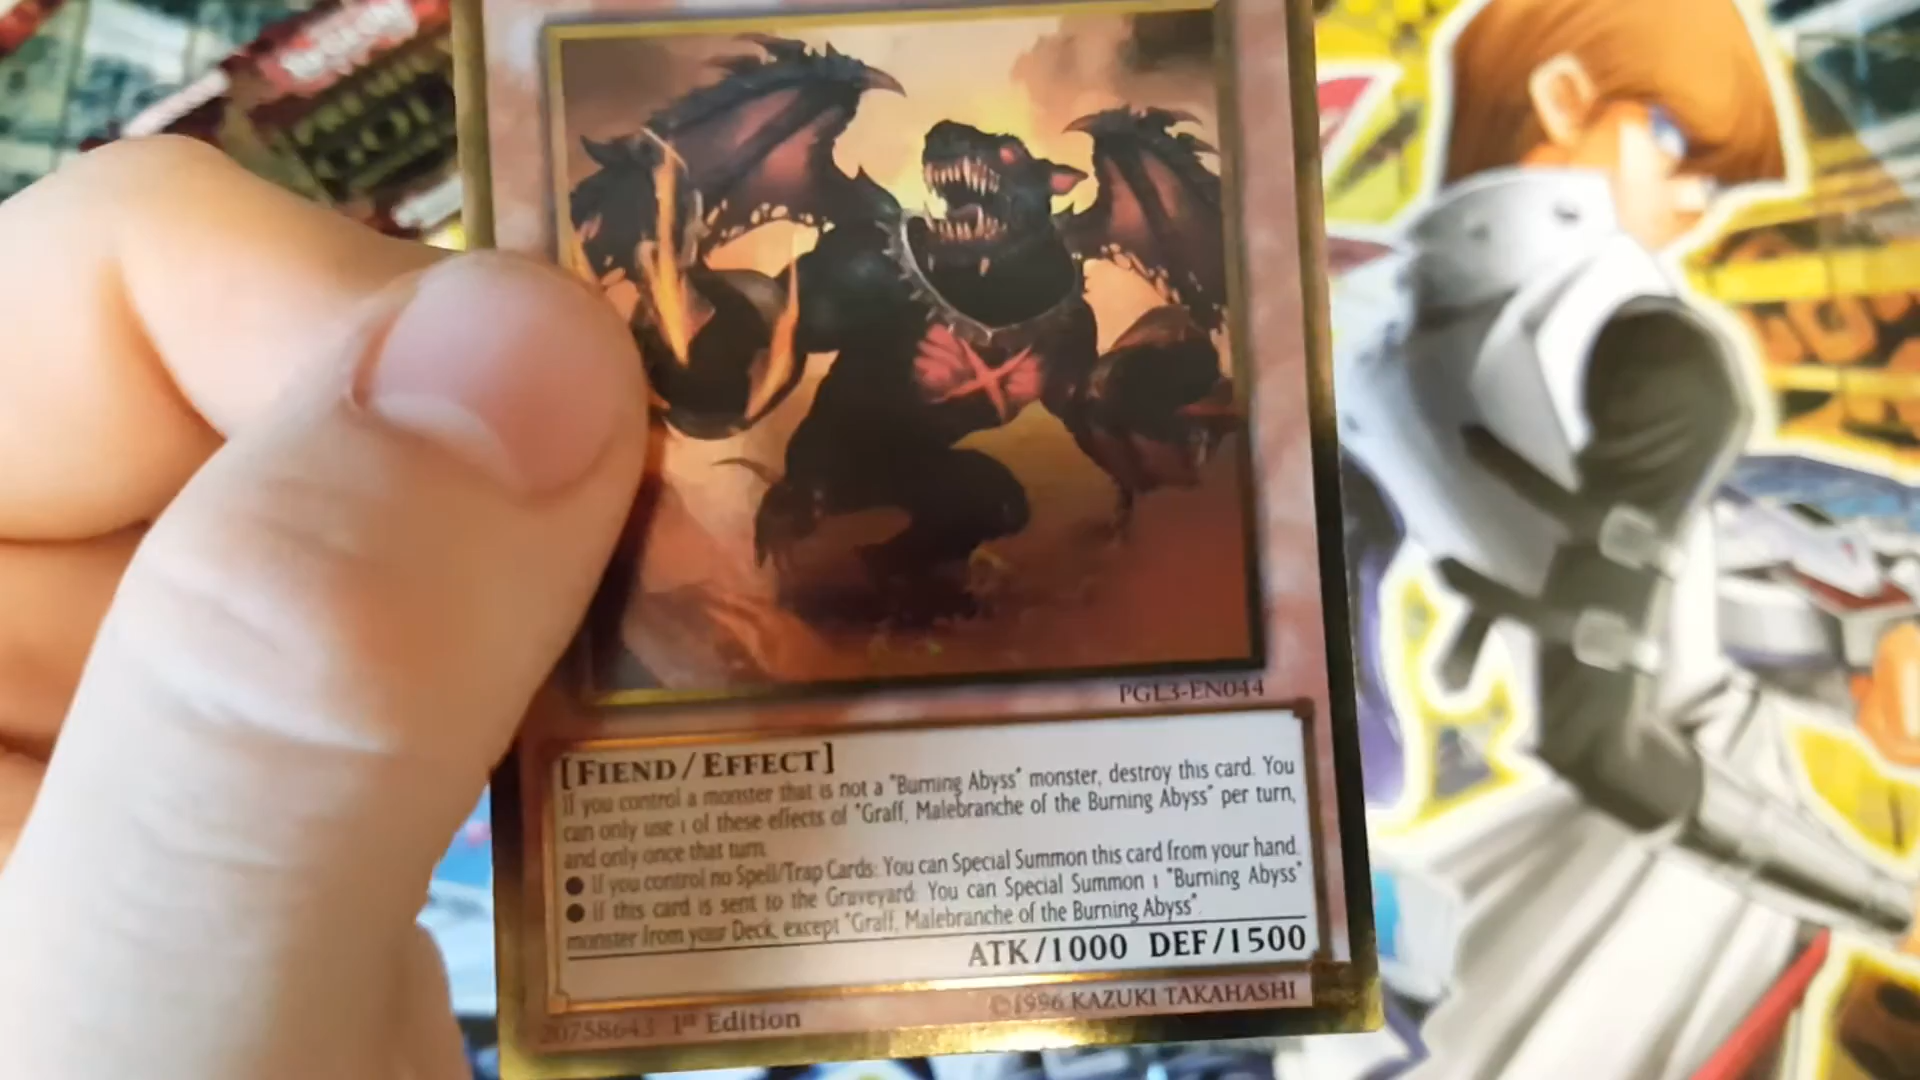 PGL3-EN044
[FIEND/EFFECT]
If you control a monster that is not a "Burning Abyss" monster, destroy this card. You
can only use 1 of these effects of "Graff, Malebranche of the Burning Abyss" per turn,
and only once that turn.
● If you control no Spell/Trap Cards: You can Special Summon this card from your hand.
● If this card is sent to the Graveyard: You can Special Summon 1 "Burning Abyss"
monster from your Deck, except "Graff, Malebranche of the Burning Abyss".
ATK/1000 DEF/1500
20758643 1st Edition
©1996 KAZUKI TAKAHASHI